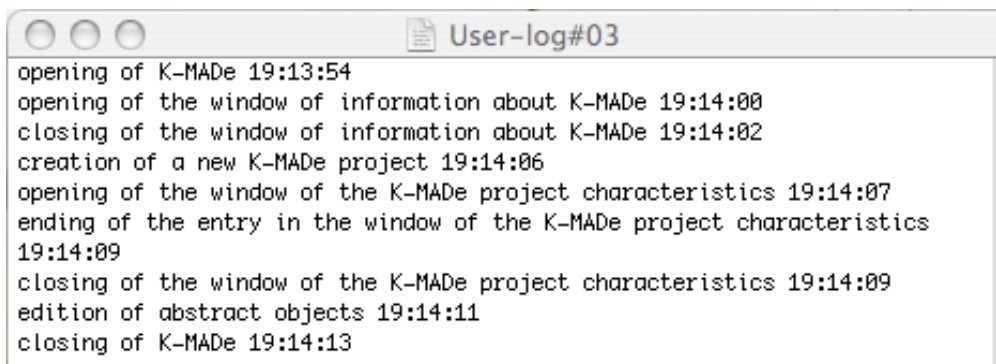 User-log#03
opening of K-MADe 19:13:54
opening of the window of information about K-MADe 19:14:00
closing of the window of information about K-MADe 19:14:02
creation of a new K-MADe project 19:14:06
opening of the window of the K-MADe project characteristics 19:14:07
ending of the entry in the window of the K-MADe project characteristics
19:14:09
closing of the window of the K-MADe project characteristics 19:14:09
edition of abstract objects 19:14:11
closing of K-MADe 19:14:13